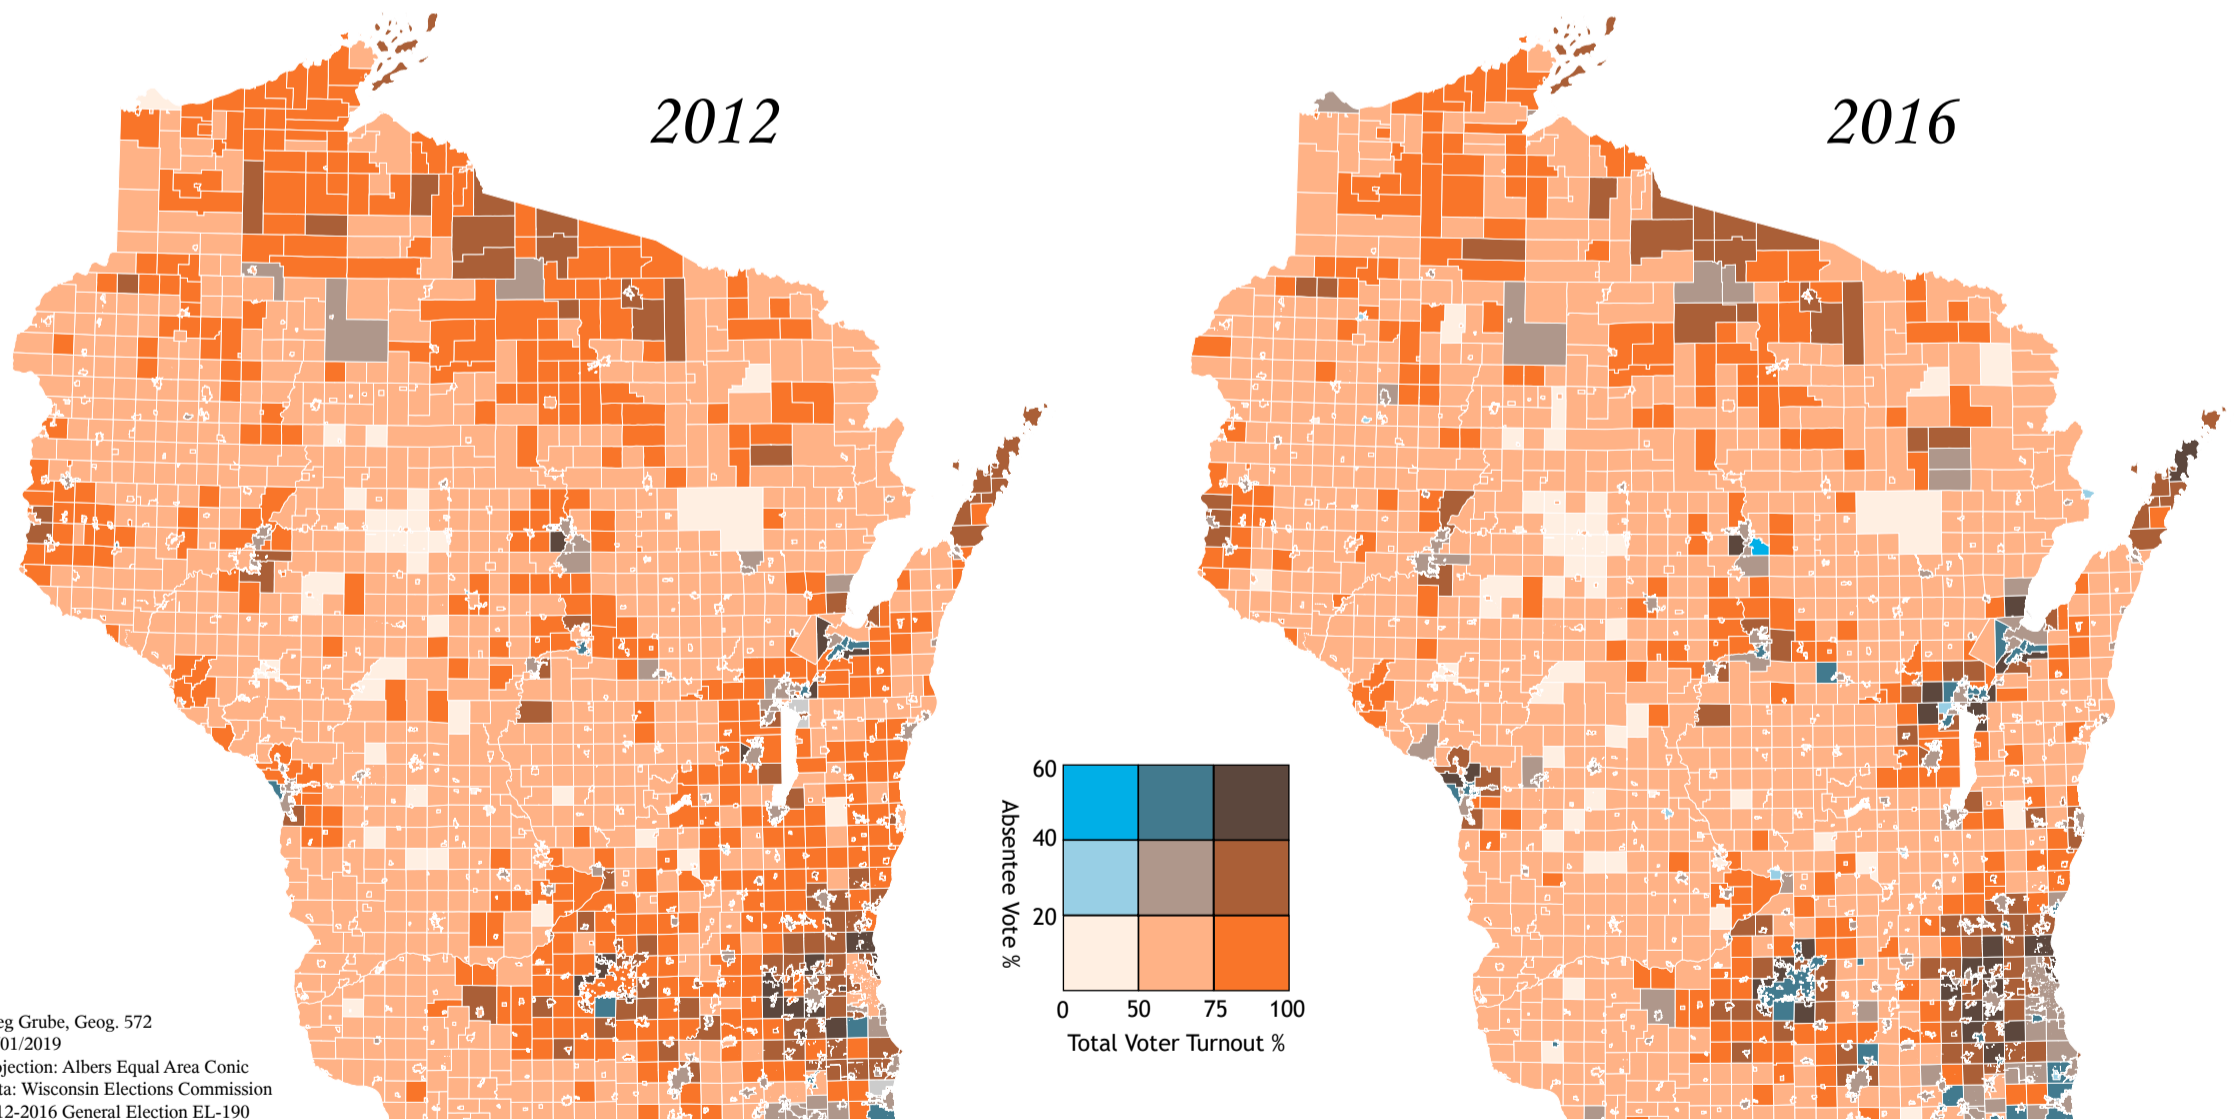 2012
2016
60
40
20
Absentee Vote %
0 50 75 100
Total Voter Turnout %
eg Grube, Geog. 572
01/2019
ojection: Albers Equal Area Conic
ta: Wisconsin Elections Commission
12-2016 General Election EL-190